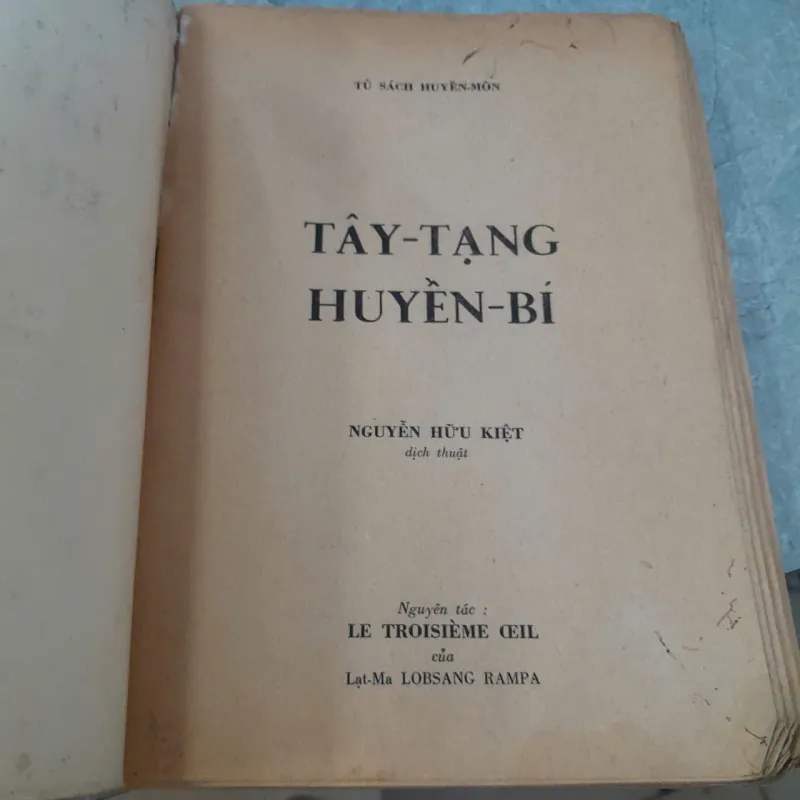 TỦ SÁCH HUYỀN-MÔN
TÂY-TẠNG
HUYỀN-BÍ
NGUYỄN HỮU KIỆT
dịch thuật
Nguyên tác :
LE TROISIÈME ŒIL
của
Lạt-Ma LOBSANG RAMPA